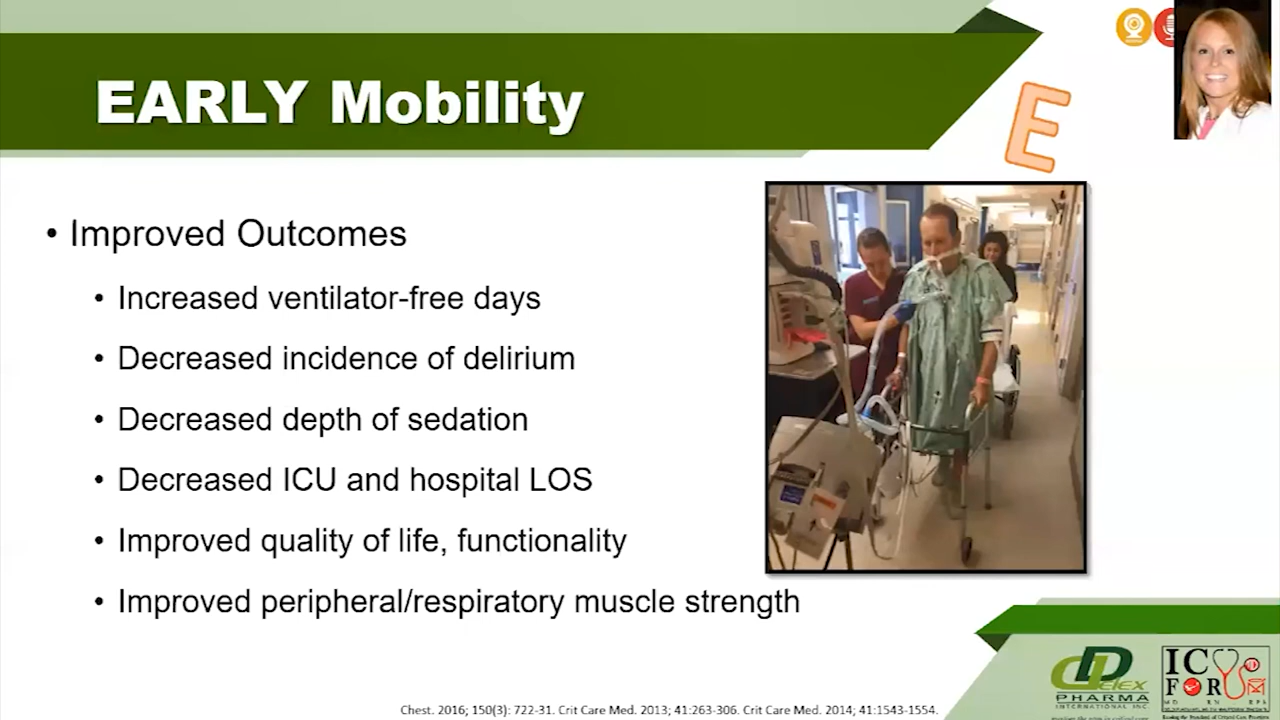 EARLY Mobility
E
• Improved Outcomes
• Increased ventilator-free days
• Decreased incidence of delirium
• Decreased depth of sedation
• Decreased ICU and hospital LOS
• Improved quality of life, functionality
• Improved peripheral/respiratory muscle strength
Delex
PHARMA
INTERNATIONAL INC
IC
FOR
Chest. 2016; 150(3): 722-31. Crit Care Med. 2013; 41:263-306. Crit Care Med. 2014; 41:1543-1554.